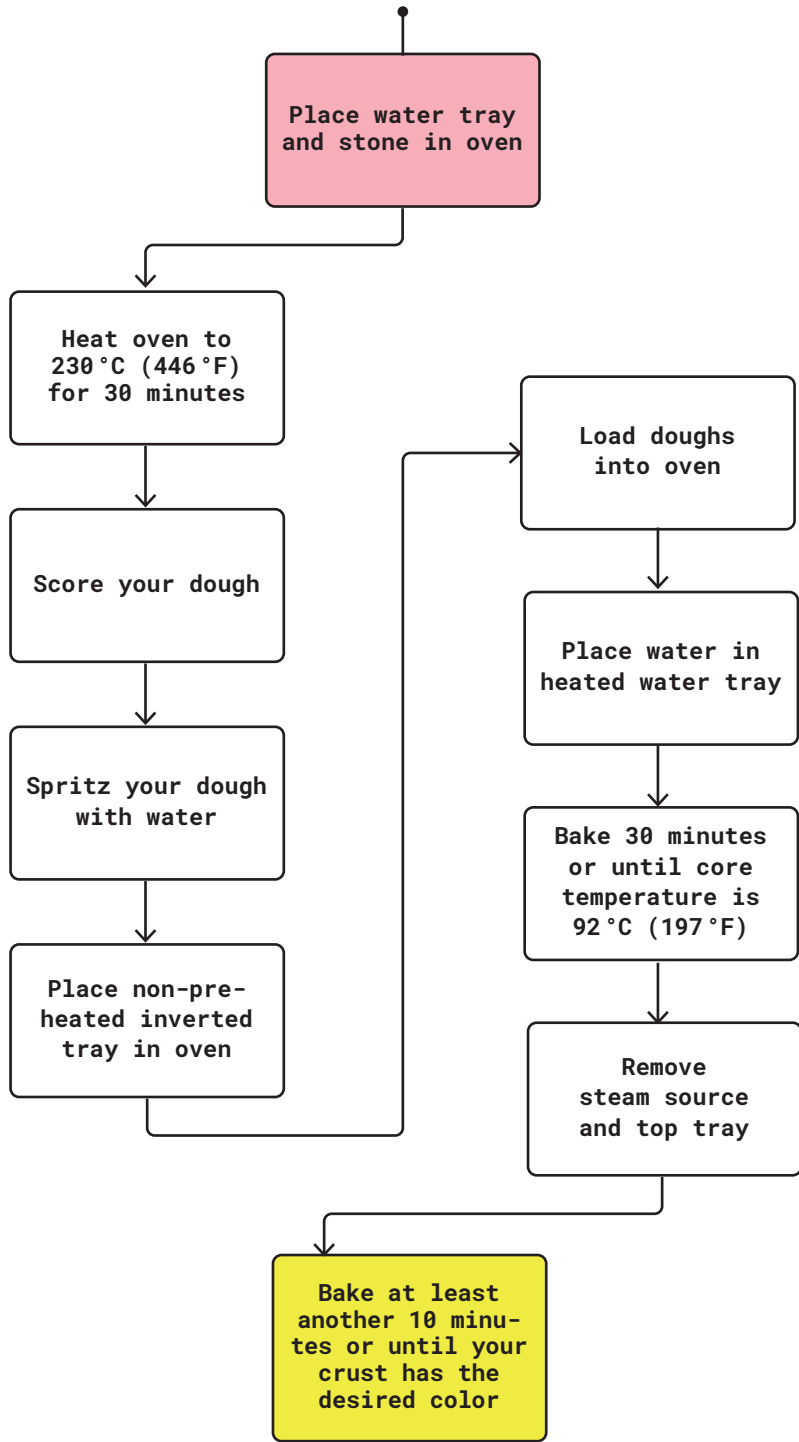 Place water tray
and stone in oven
Heat oven to
230 °C (446 °F)
for 30 minutes
Score your dough
Spritz your dough
with water
Place non-pre-
heated inverted
tray in oven
Load doughs
into oven
Place water in
heated water tray
Bake 30 minutes
or until core
temperature is
92 °C (197 °F)
Remove
steam source
and top tray
Bake at least
another 10 minu-
tes or until your
crust has the
desired color